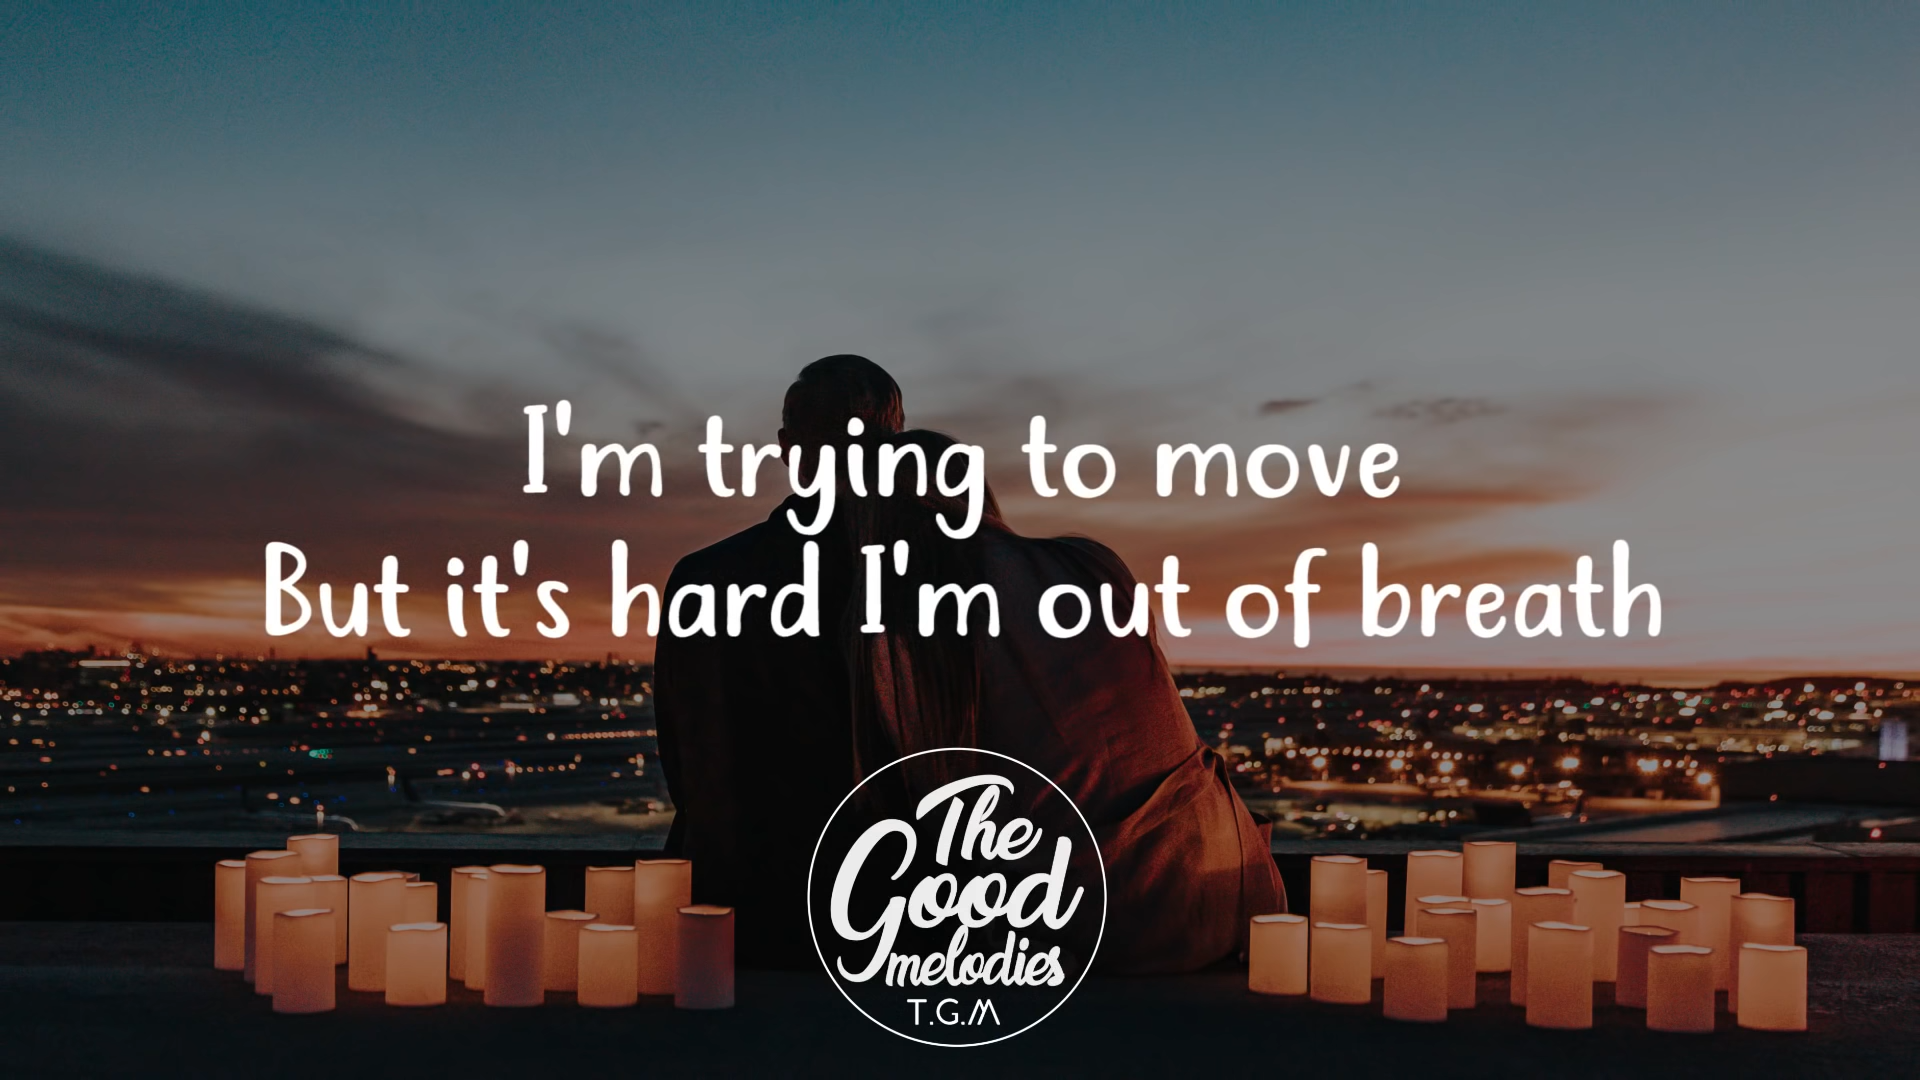 I'm trying to move
But it's hard I'm out of breath
The
Good
melodies
T.G.M